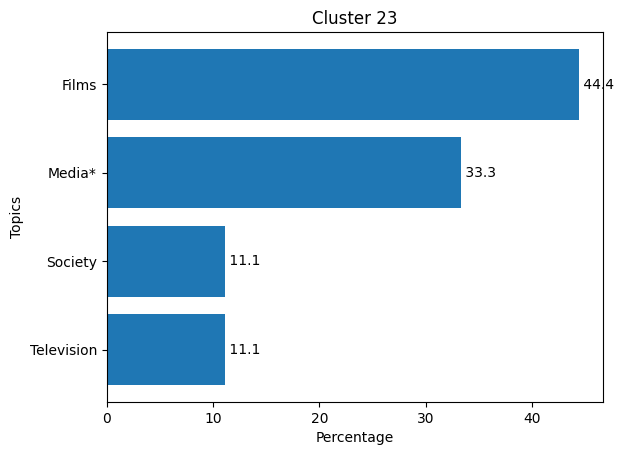 Cluster 23
Films
44.4
Media*
33.3
Society
11.1
Television
11.1
Topics
0 10 20 30 40
Percentage